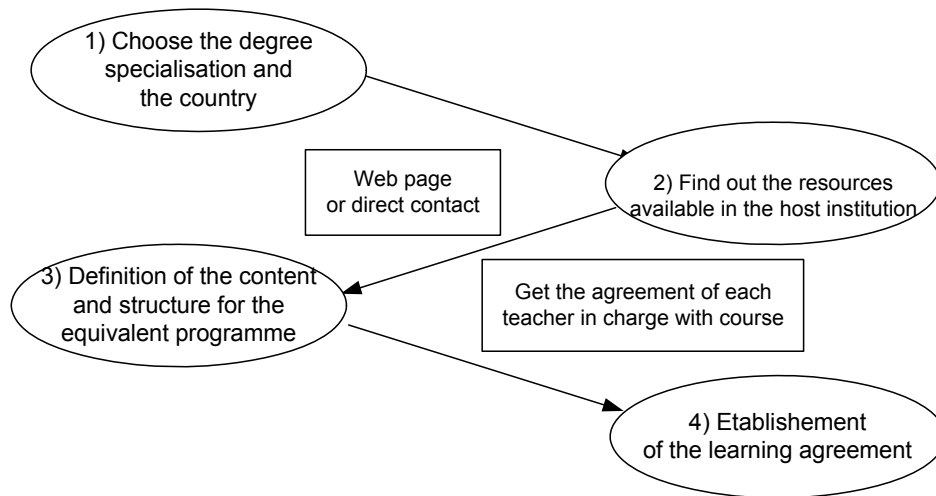 1) Choose the degree
specialisation and
the country
2) Find out the resources
available in the host institution
Web page
or direct contact
3) Definition of the content
and structure for the
equivalent programme
Get the agreement of each
teacher in charge with course
4) Etablishement
of the learning agreement